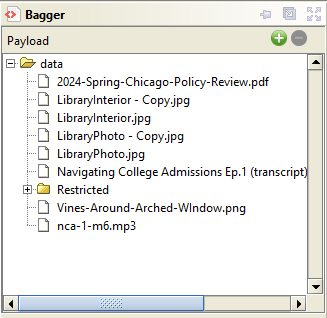 Bagger
Payload
data
2024-Spring-Chicago-Policy-Review.pdf
LibraryInterior - Copy.jpg
LibraryInterior.jpg
LibraryPhoto - Copy.jpg
LibraryPhoto.jpg
Navigating College Admissions Ep.1 (transcript)
Restricted
Vines-Around-Arched-WIndow.png
nca-1-m6.mp3